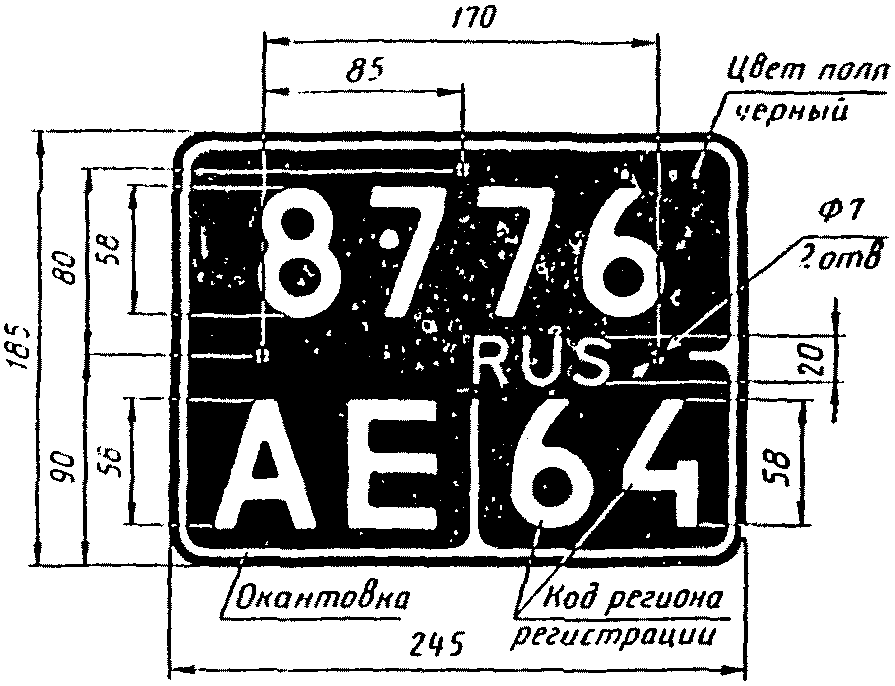 170
85
Цвет поля
черный
Ф7
2отв
8776
58
80
185
RUS
20
AE
64
58
90
58
Окантовка
Код региона
регистрации
245